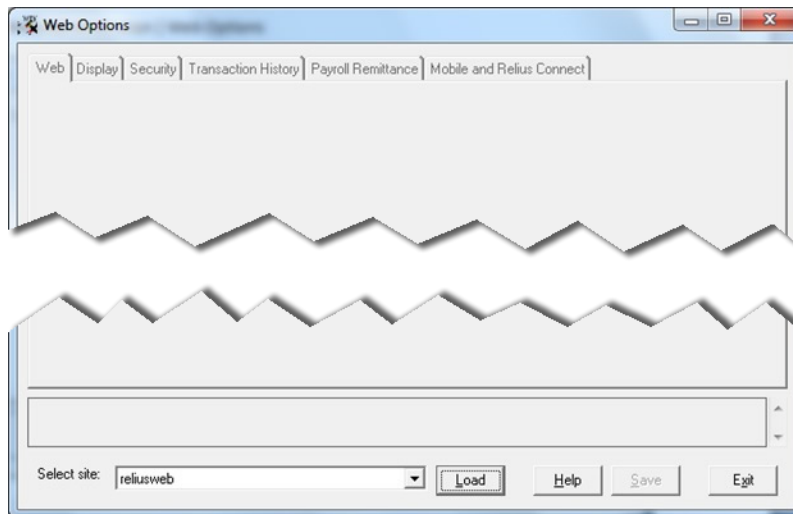 Web Options
Web Display Security Transaction History Payroll Remittance Mobile and Relius Connect
Select site: reliusweb Load Help Save Exit